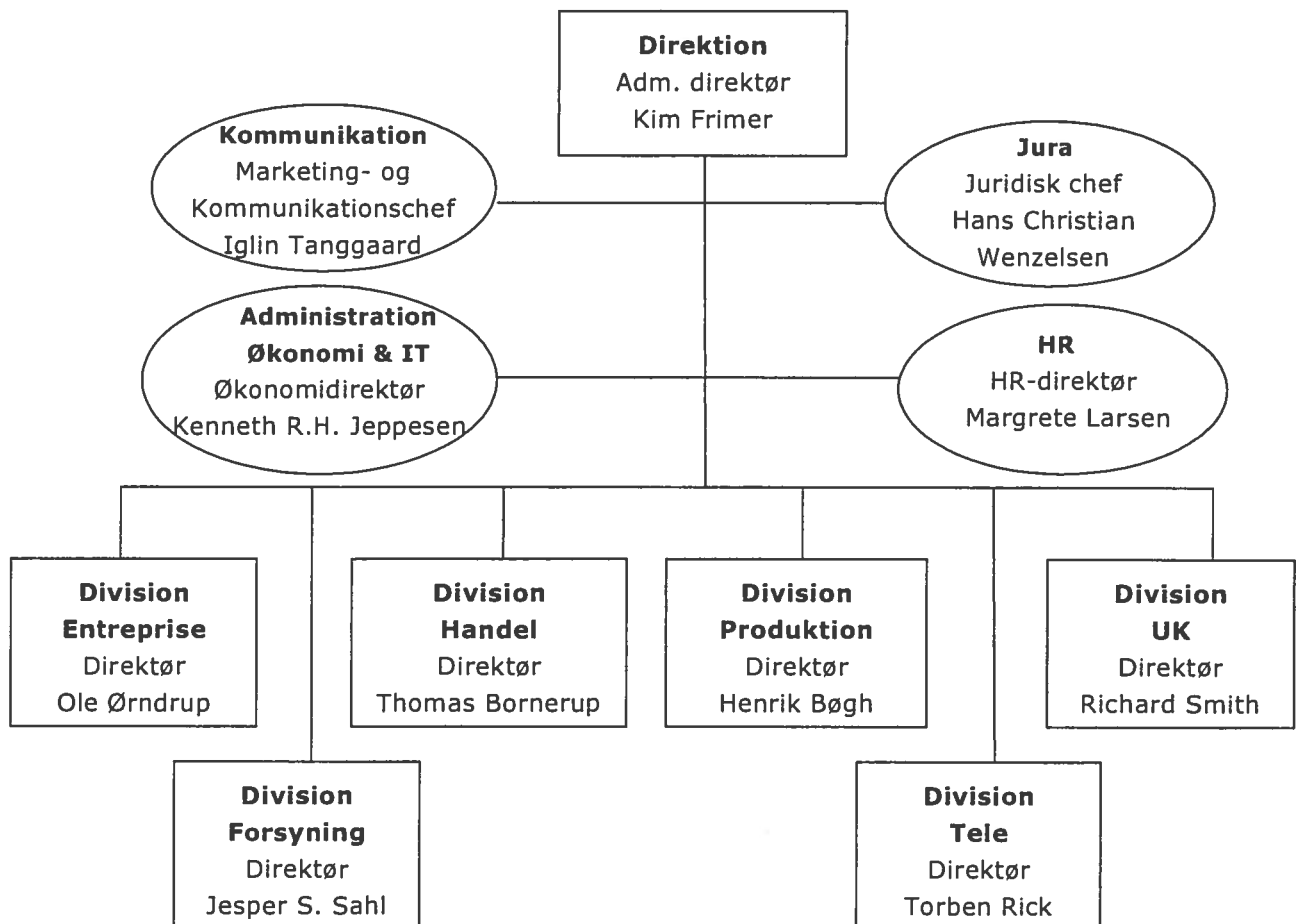 Direktion
Adm. direktør
Kim Frimer
Kommunikation
Marketing- og
Kommunikationschef
Iglin Tanggaard
Jura
Juridisk chef
Hans Christian
Wenzelsen
Administration
Økonomi & IT
Økonomidirektør
Kenneth R.H. Jeppesen
HR
HR-direktør
Margrete Larsen
Division
Entreprise
Direktør
Ole Ørndrup
Division
Handel
Direktør
Thomas Bornerup
Division
Produktion
Direktør
Henrik Bøgh
Division
UK
Direktør
Richard Smith
Division
Forsyning
Direktør
Jesper S. Sahl
Division
Tele
Direktør
Torben Rick